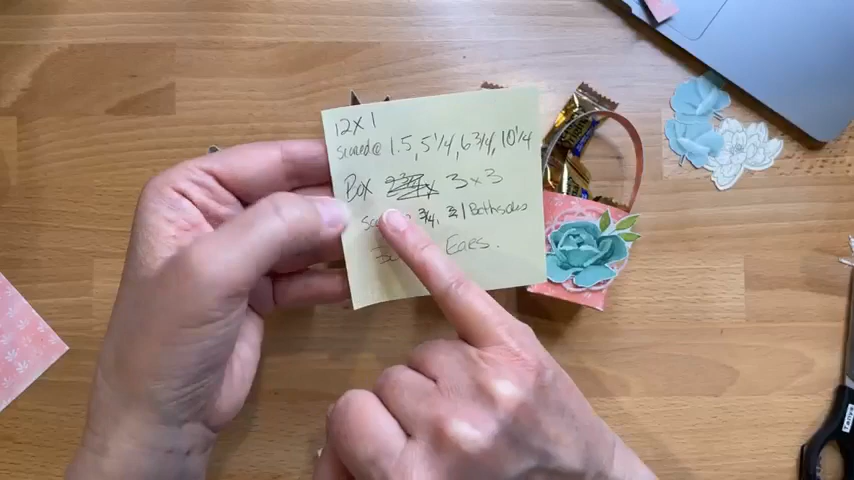 12x1
scored@ 1.5, 5 1/4, 6 3/4, 10 1/4
Box 3x3
3/4, Both sides
Ears.